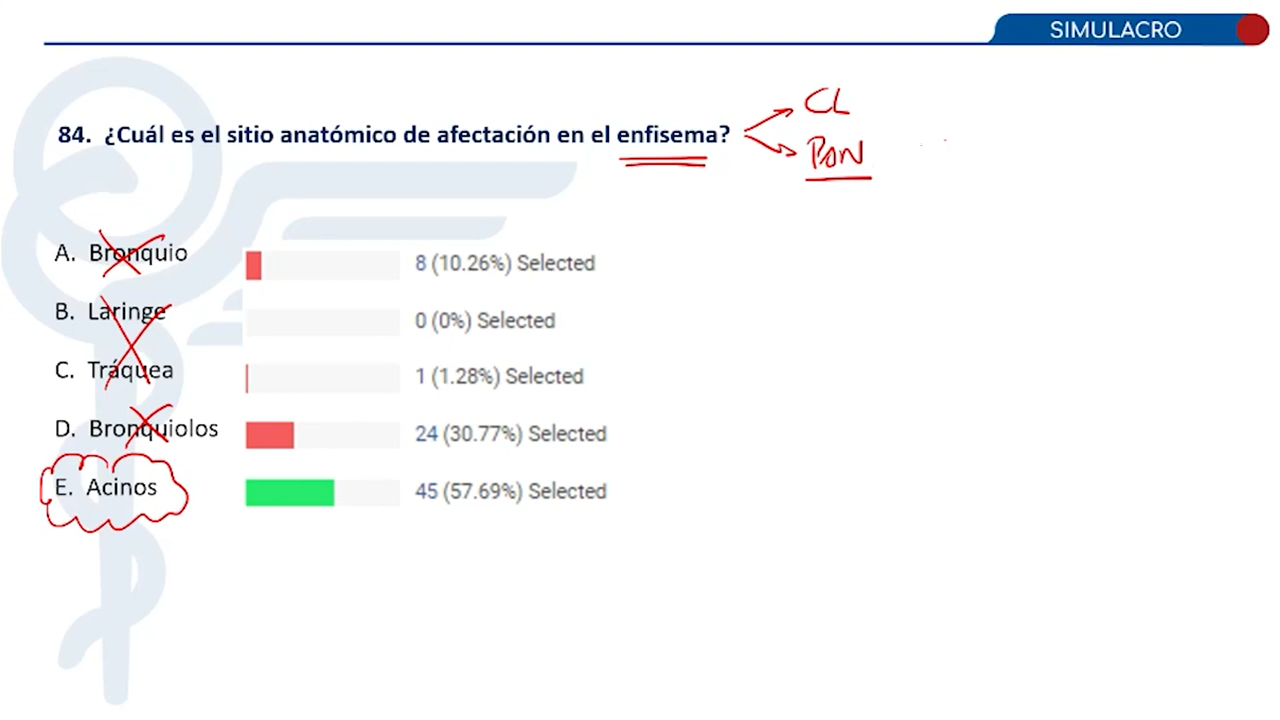 SIMULACRO
84. ¿Cuál es el sitio anatómico de afectación en el enfisema?
CL
PAN
A. Bronquio
8 (10.26%) Selected
B. Laringe
0 (0%) Selected
C. Tráquea
1 (1.28%) Selected
D. Bronquiolos
24 (30.77%) Selected
E. Acinos
45 (57.69%) Selected